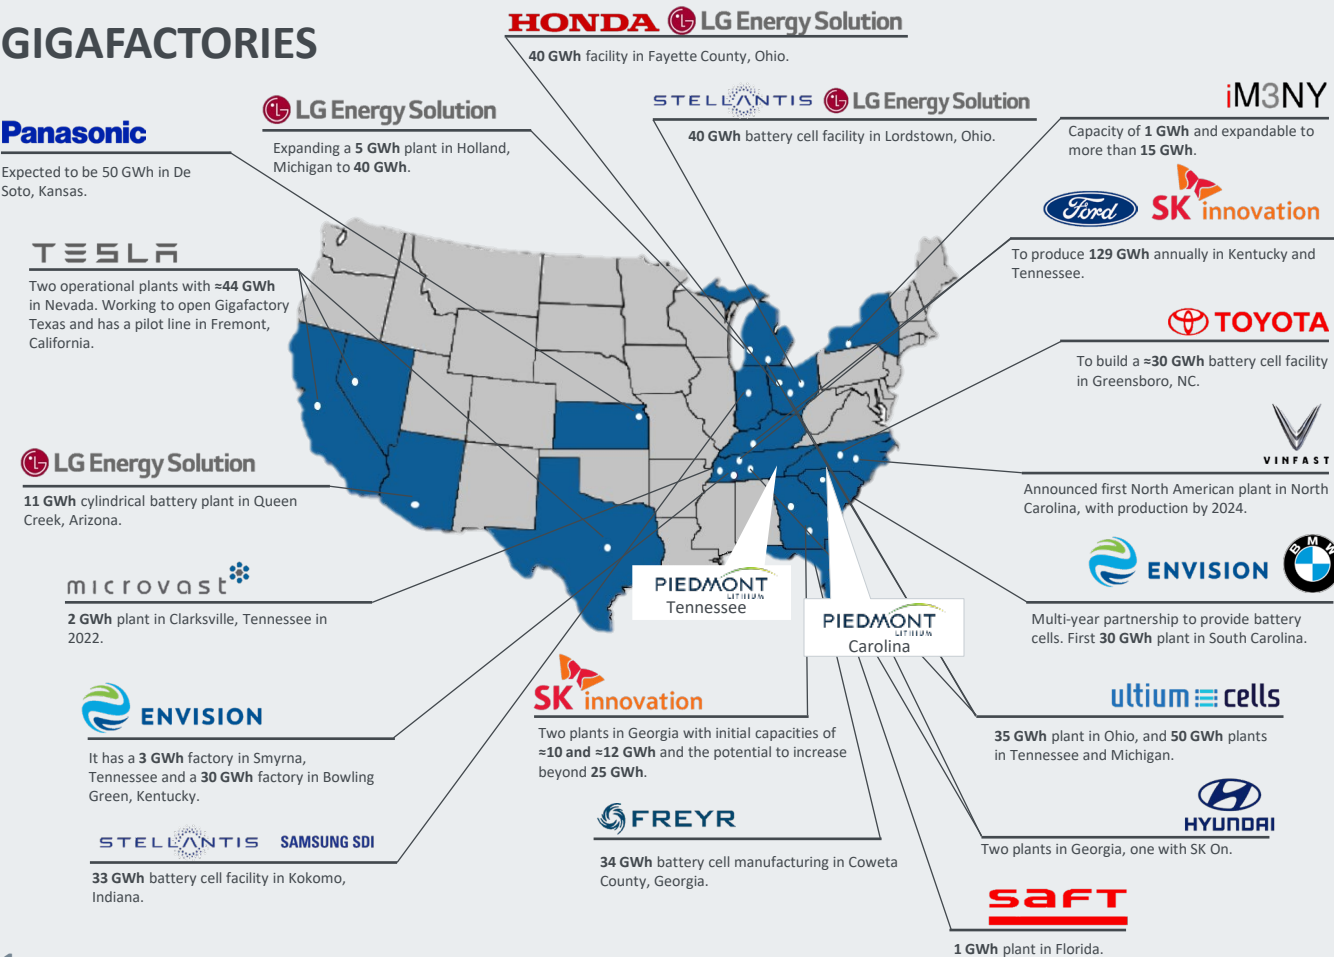 GIGAFACTORIES
HONDA LG Energy Solution
40 GWh facility in Fayette County, Ohio.
LG Energy Solution
Expanding a 5 GWh plant in Holland,
Michigan to 40 GWh.
STELLANTIS LG Energy Solution
40 GWh battery cell facility in Lordstown, Ohio.
iM3NY
Capacity of 1 GWh and expandable to
more than 15 GWh.
Panasonic
Expected to be 50 GWh in De
Soto, Kansas.
Ford SK innovation
To produce 129 GWh annually in Kentucky and
Tennessee.
TESLA
Two operational plants with ≈44 GWh
in Nevada. Working to open Gigafactory
Texas and has a pilot line in Fremont,
California.
TOYOTA
To build a ≈30 GWh battery cell facility
in Greensboro, NC.
VINFAST
Announced first North American plant in North
Carolina, with production by 2024.
LG Energy Solution
11 GWh cylindrical battery plant in Queen
Creek, Arizona.
ENVISION BMW
Multi-year partnership to provide battery
cells. First 30 GWh plant in South Carolina.
microvast
2 GWh plant in Clarksville, Tennessee in
2022.
PIEDMONT
LITHIUM
Tennessee
PIEDMONT
LITHIUM
Carolina
ENVISION
It has a 3 GWh factory in Smyrna,
Tennessee and a 30 GWh factory in Bowling
Green, Kentucky.
SK innovation
Two plants in Georgia with initial capacities of
≈10 and ≈12 GWh and the potential to increase
beyond 25 GWh.
ultium cells
35 GWh plant in Ohio, and 50 GWh plants
in Tennessee and Michigan.
STELLANTIS SAMSUNG SDI
33 GWh battery cell facility in Kokomo,
Indiana.
FREYR
34 GWh battery cell manufacturing in Coweta
County, Georgia.
HYUNDAI
Two plants in Georgia, one with SK On.
saft
1 GWh plant in Florida.